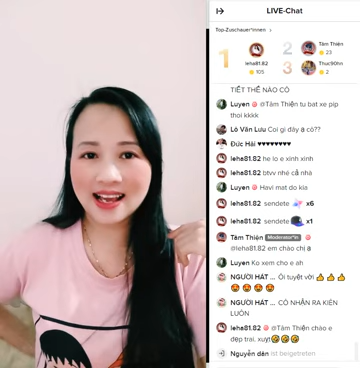 LIVE-Chat
Top-Zuschauer*innen >
1
leha81.82
105
2
Tâm Thiện
23
3
Thuc90hn
2
TIẾT THẾ NÀO CÔ
Luyen @Tâm Thiện tu bat xe pip
thoi kkkk
Lò Văn Lưu Coi gì đây ạ cô??
Đức Hải ♥♥♥♥♥♥♥♥
leha81.82 he lo e xinh xinh
leha81.82 btvv nhé cả nhà
Luyen Havi mat do kia
leha81.82 sendete x6
leha81.82 sendete x1
Tâm Thiện Moderator*in
@leha81.82 em chào chị ạ
Luyen Ko xem cho e ah
NGƯỜI HÁT ... Ôi tuyệt vời 👍👍👍
😍😍😍😍
NGƯỜI HÁT ... CÓ NHẬN RA KIÊN
LUÔN
leha81.82 @Tâm Thiện chào e
đẹp trai. xuỵt
Nguyễn dân ist beigetreten